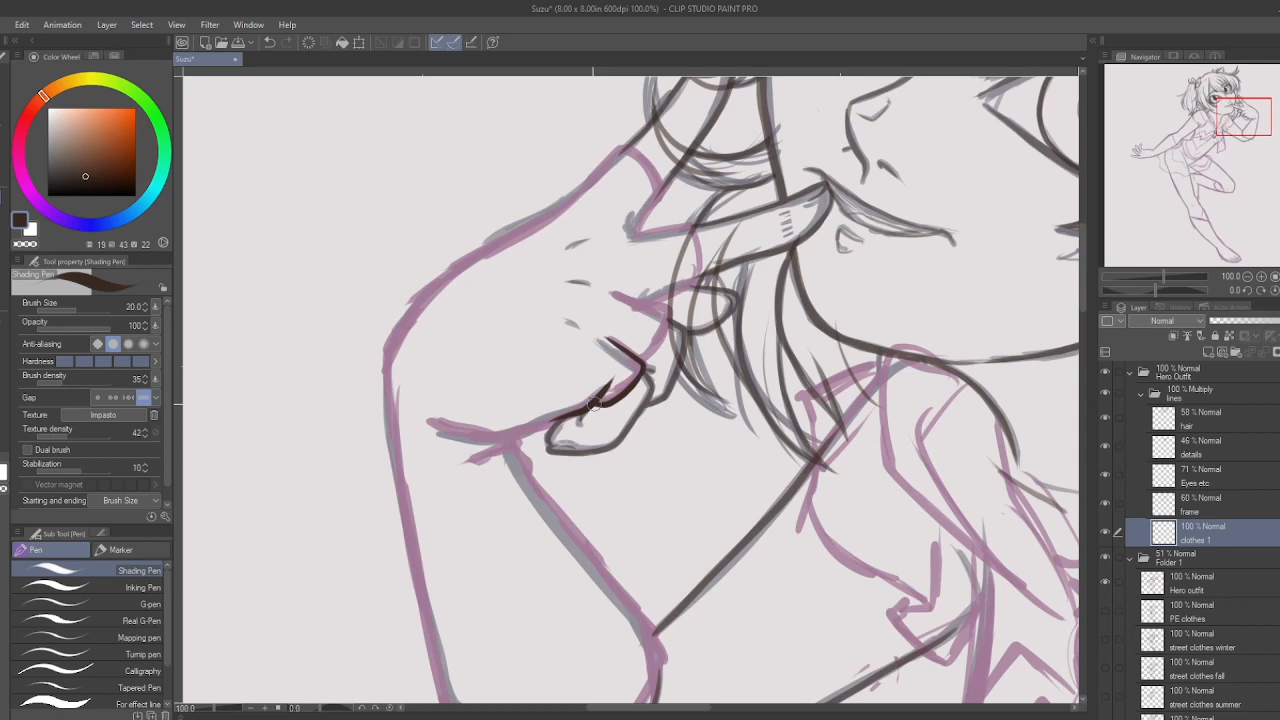 Suzu* (8.00 x 8.00in 600dpi 100.0%) - CLIP STUDIO PAINT PRO
Edit Animation Layer Select View Filter Window Help
Color Wheel
Suzu*
Navigator
19 43 22
Tool property [Shading Pen]
Shading Pen
Brush Size 20.0
Opacity 100
Anti-aliasing
Hardness
Brush density 35
Gap
Texture Impasto
Texture density 42
Dual brush
Stabilization 10
Vector magnet
Starting and ending Brush Size
Sub Tool [Pen]
Pen Marker
Shading Pen
Inking Pen
G-pen
Real G-Pen
Mapping pen
Turnip pen
Calligraphy
Tapered Pen
For effect line
100.0 0.0
100.0
0.0
Layer History
Normal
100 % Normal
Hero Outfit
100 % Multiply
lines
58 % Normal
hair
46 % Normal
details
71 % Normal
Eyes etc
60 % Normal
frame
100 % Normal
clothes 1
51 % Normal
Folder 1
100 % Normal
Hero outfit
100 % Normal
PE clothes
100 % Normal
street clothes winter
100 % Normal
street clothes fall
100 % Normal
street clothes summer
100 % Normal